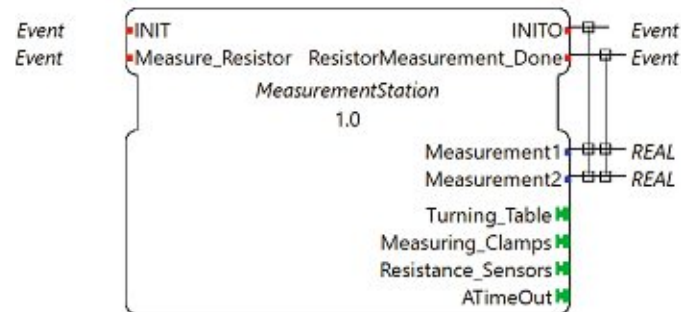 Event INIT INITO Event
Event Measure_Resistor ResistorMeasurement_Done Event
MeasurementStation
1.0
Measurement1 REAL
Measurement2 REAL
Turning_Table
Measuring_Clamps
Resistance_Sensors
ATimeOut